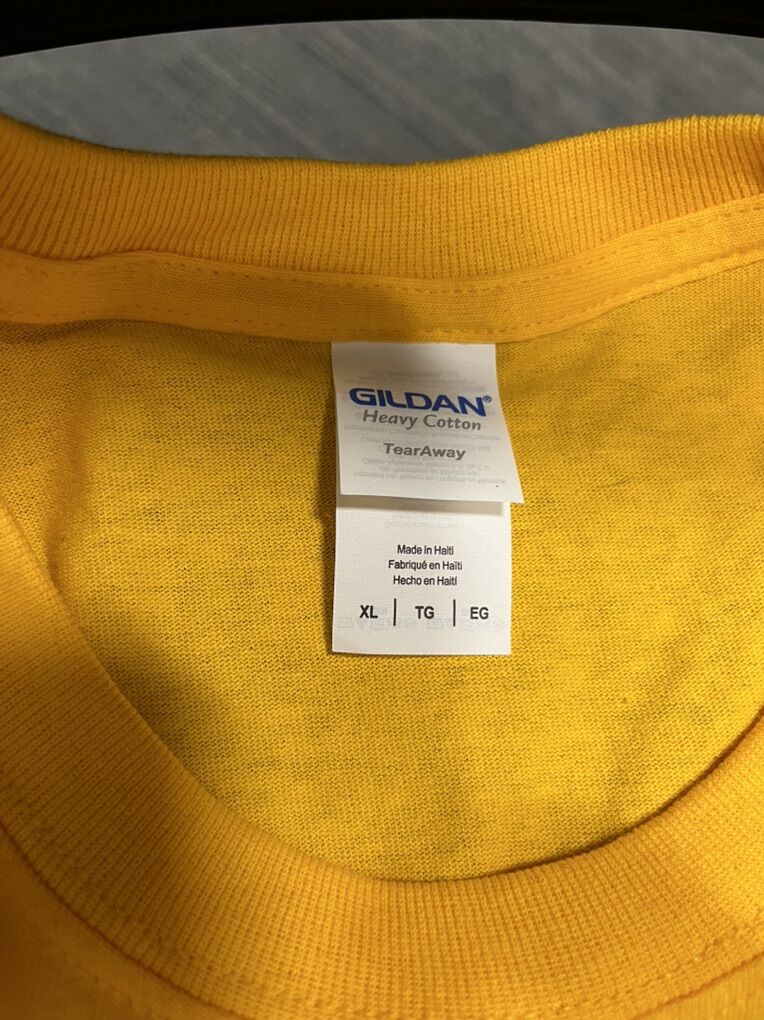 GILDAN®
Heavy Cotton
TearAway
Made in Haiti
Fabriqué en Haïti
Hecho en Haití
XL | TG | EG